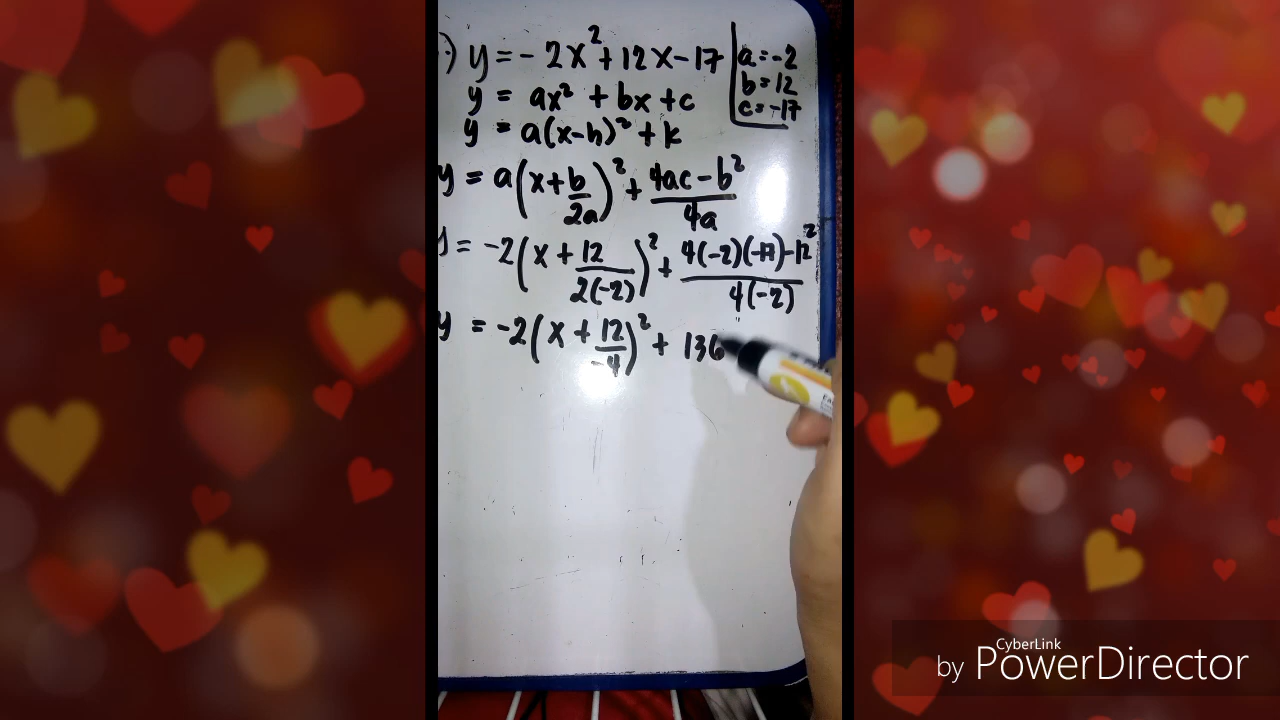 ) y = - 2x² + 12x - 17
a = -2
b = 12
c = -17
y = ax² + bx + c
y = a(x-h)² + k
y = a(x + b/2a)² + 4ac - b²/4a
y = -2(x + 12/2(-2))² + 4(-2)(-17) - 12²/4(-2)
y = -2(x + 12/-4)² + 136
by CyberLink PowerDirector